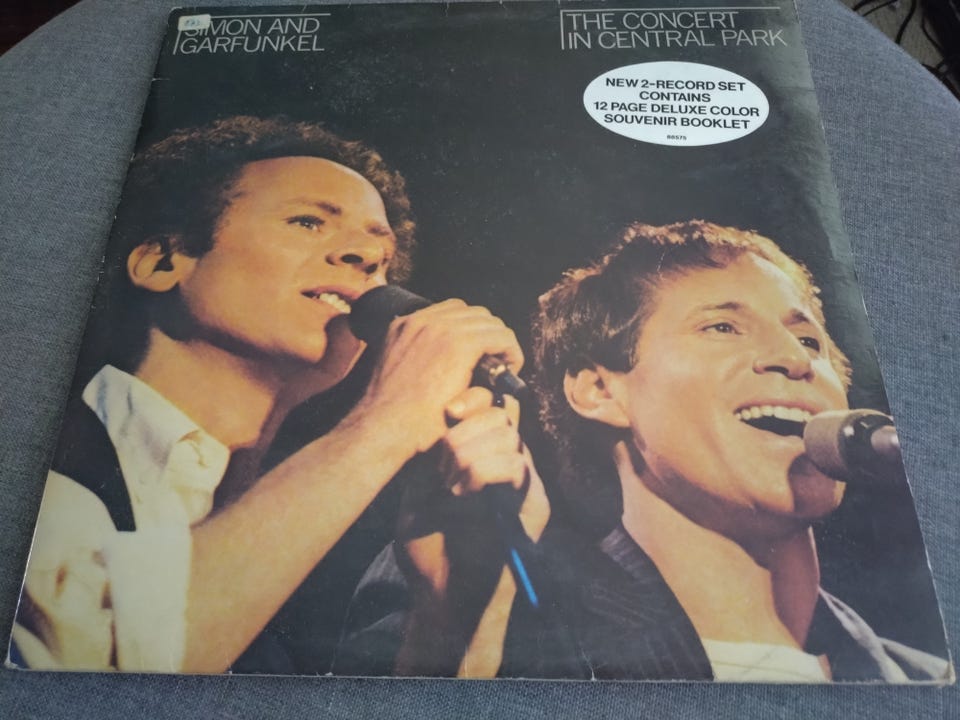 SIMON AND
GARFUNKEL
THE CONCERT
IN CENTRAL PARK
NEW 2-RECORD SET
CONTAINS
12 PAGE DELUXE COLOR
SOUVENIR BOOKLET
88575